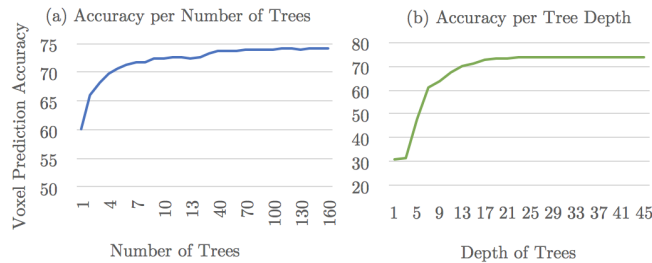 (a) Accuracy per Number of Trees
Voxel Prediction Accuracy
75
70
65
60
55
50
1 4 7 10 13 40 70 100 130 160
Number of Trees
(b) Accuracy per Tree Depth
80
70
60
50
40
30
20
1 5 9 13 17 21 25 29 33 37 41 45
Depth of Trees